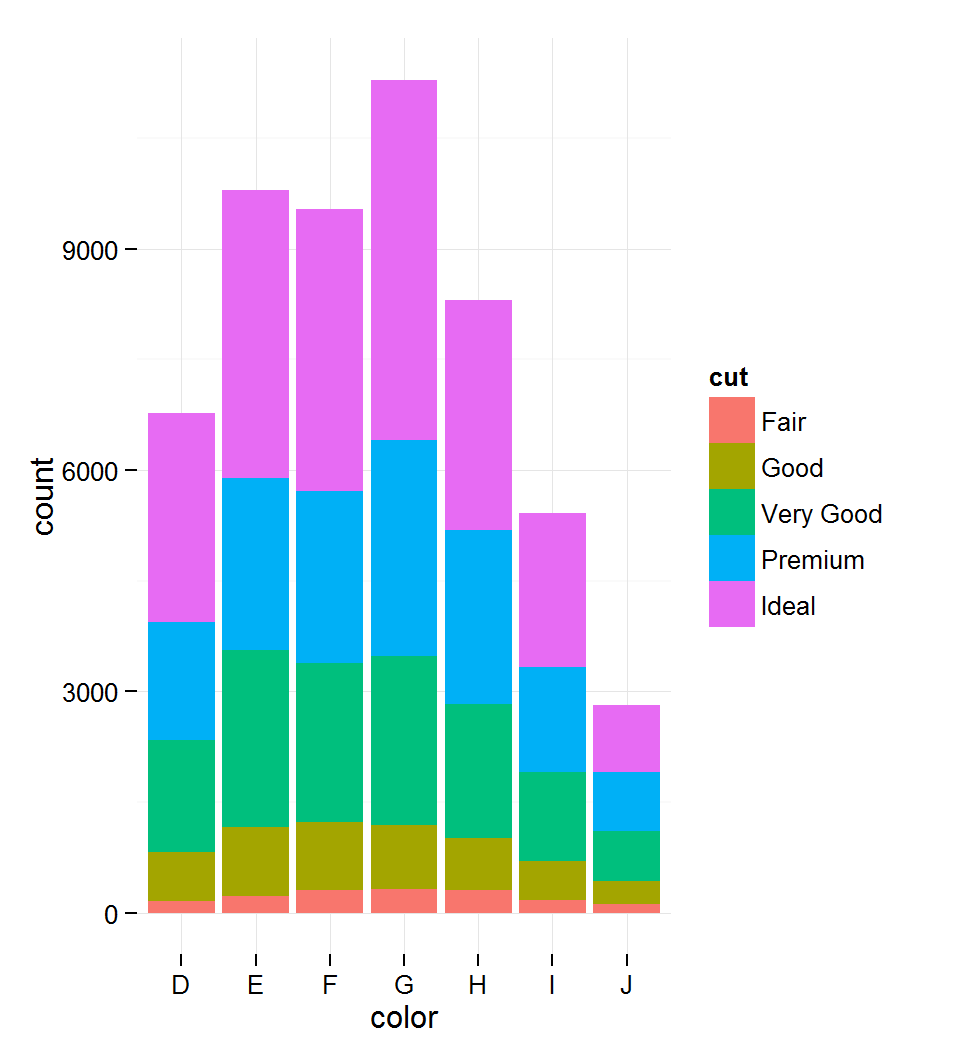 9000
6000
3000
0
count
D E F G H I J
color
cut
Fair
Good
Very Good
Premium
Ideal